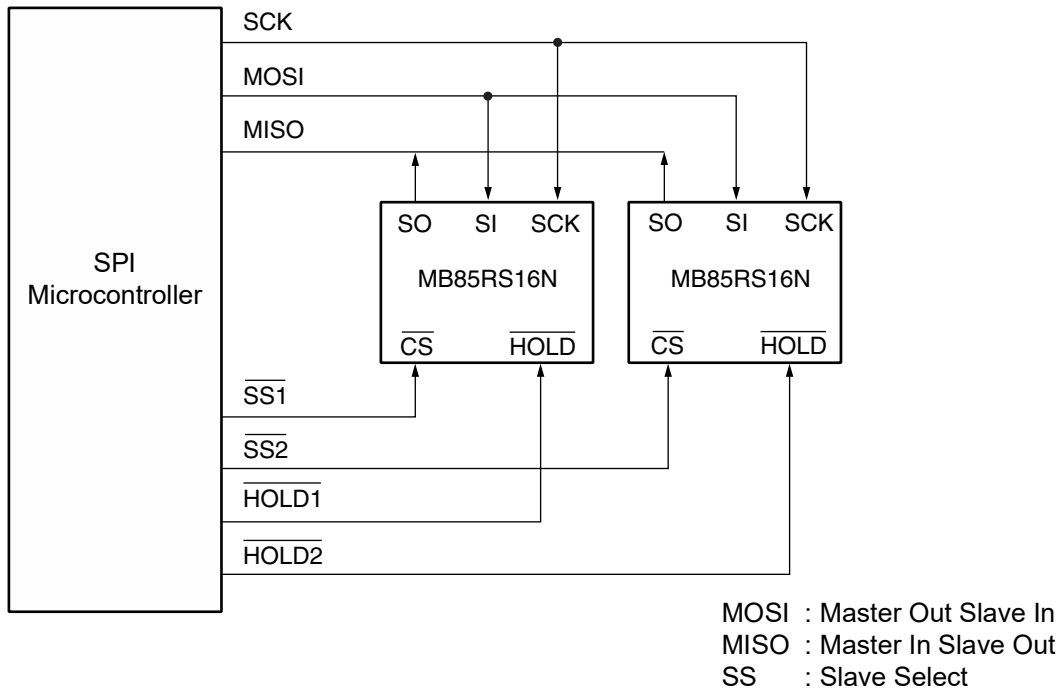 SCK
MOSI
MISO
SO SI SCK
SO SI SCK
SPI
Microcontroller
MB85RS16N
MB85RS16N
CS HOLD
CS HOLD
SS1
SS2
HOLD1
HOLD2
MOSI : Master Out Slave In
MISO : Master In Slave Out
SS : Slave Select